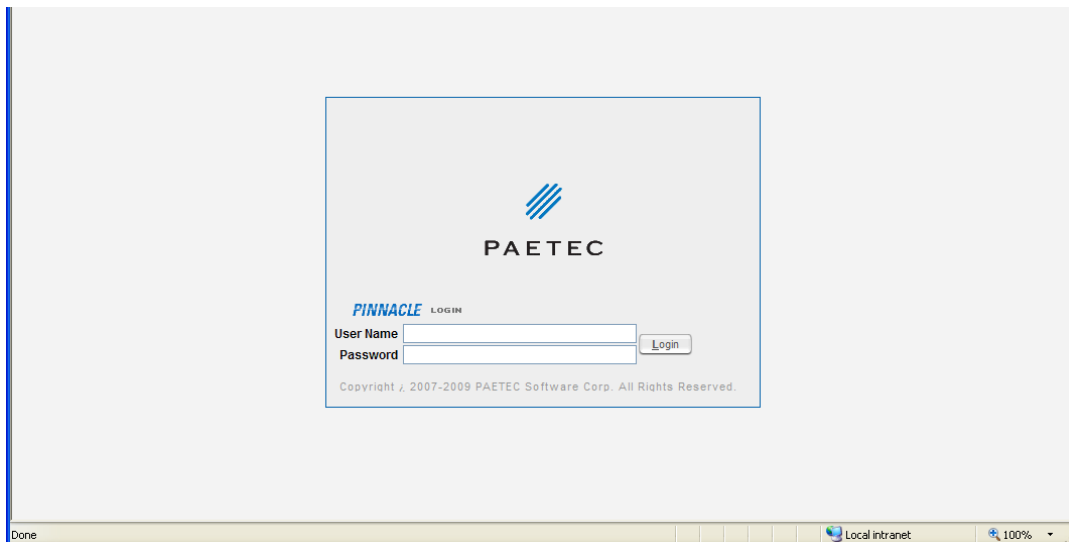 PAETEC
PINNACLE LOGIN
User Name
Login
Password
Copyright ¿ 2007-2009 PAETEC Software Corp. All Rights Reserved.
Done Local intranet 100%